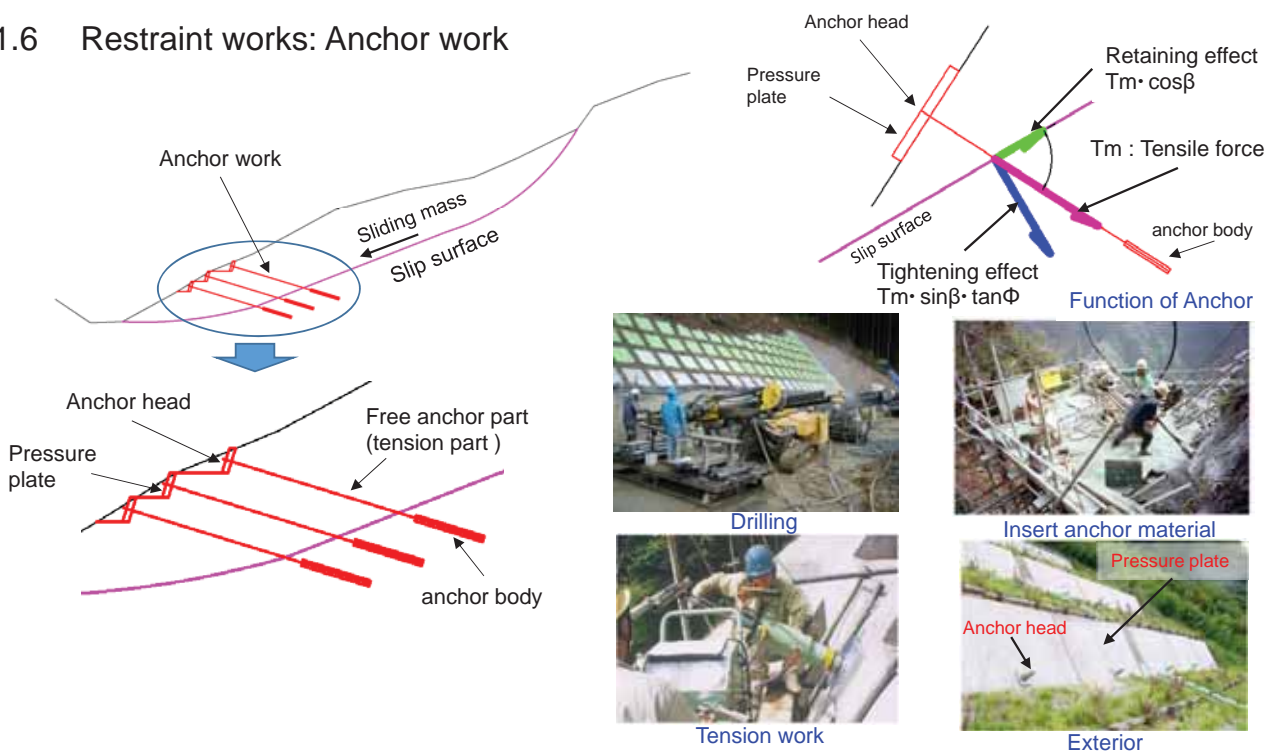 1.6 Restraint works: Anchor work
Anchor work
Sliding mass
Slip surface
Anchor head
Pressure
plate
Free anchor part
(tension part )
anchor body
Anchor head
Pressure
plate
Retaining effect
Tm･cosβ
Tm : Tensile force
Slip surface
anchor body
Tightening effect
Tm･sinβ･tanΦ
Function of Anchor
Drilling
Insert anchor material
Tension work
Pressure plate
Anchor head
Exterior